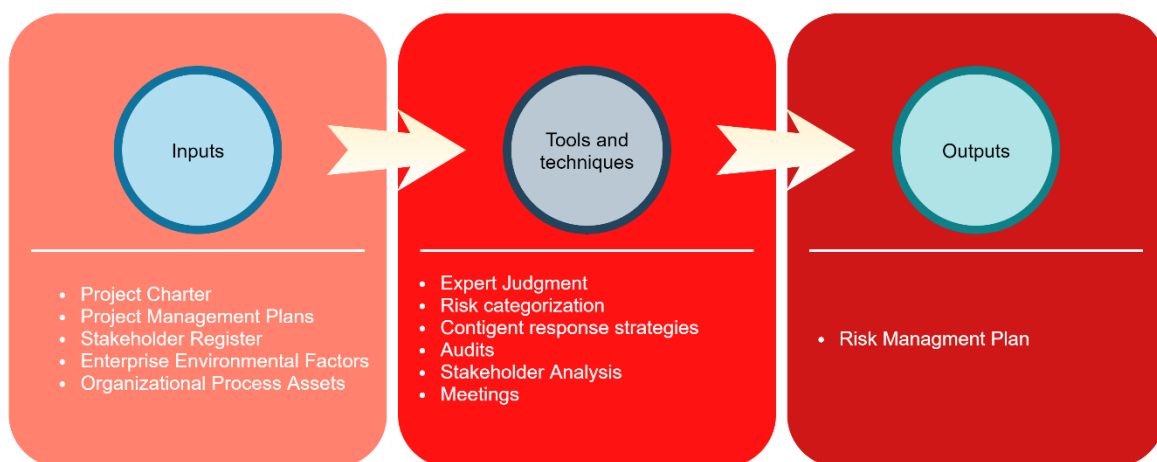 Inputs
Tools and
techniques
Outputs
• Project Charter
• Project Management Plans
• Stakeholder Register
• Enterprise Environmental Factors
• Organizational Process Assets
• Expert Judgment
• Risk categorization
• Contigent response strategies
• Audits
• Stakeholder Analysis
• Meetings
• Risk Managment Plan